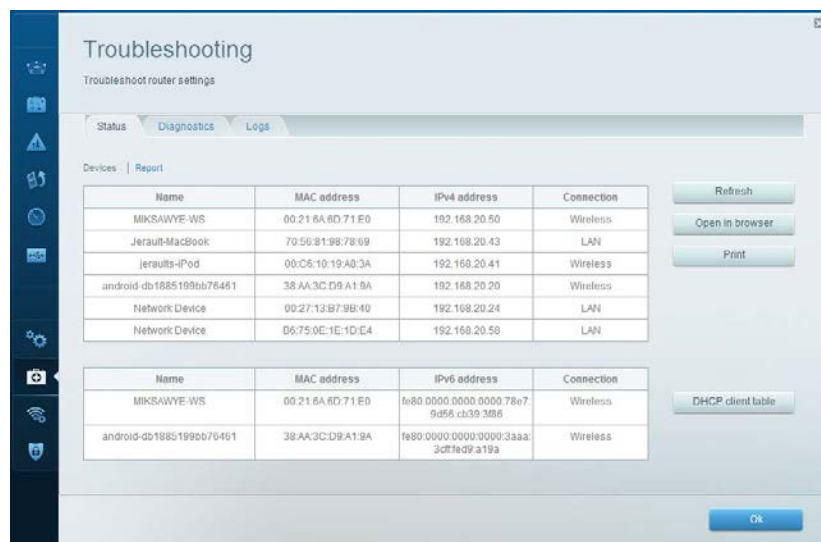 Troubleshooting
Troubleshoot router settings
Status Diagnostics Logs
Devices | Report
Name MAC address IPv4 address Connection
MIKSAWYE-WS 00:21:6A:6D:71:E0 192.168.20.50 Wireless
Jerault-MacBook 70:56:81:98:78:69 192.168.20.43 LAN
jeraults-iPod 00:C6:10:19:A8:3A 192.168.20.41 Wireless
android-db1885199bb76461 38:AA:3C:D9:A1:9A 192.168.20.20 Wireless
Network Device 00:27:13:B7:9B:40 192.168.20.24 LAN
Network Device B6:75:0E:1E:1D:E4 192.168.20.58 LAN
Refresh
Open in browser
Print
Name MAC address IPv6 address Connection
MIKSAWYE-WS 00:21:6A:6D:71:E0 fe80:0000:0000:0000:78e7: Wireless
9d56:cb39:3f86
android-db1885199bb76461 38:AA:3C:D9:A1:9A fe80:0000:0000:0000:3aaa: Wireless
3dff:fed9:a19a
DHCP client table
Ok